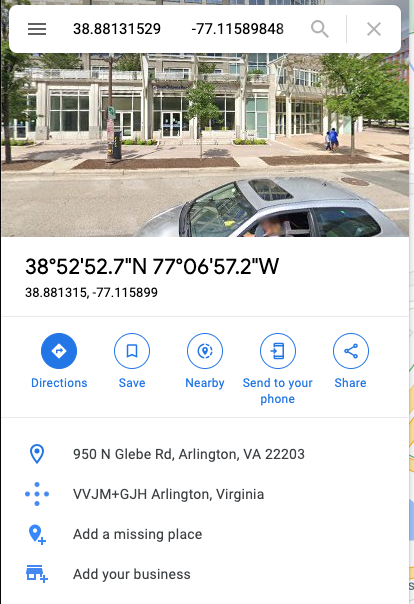 38.88131529 -77.11589848
38°52'52.7"N 77°06'57.2"W
38.881315, -77.115899
Directions Save Nearby Send to your phone Share
950 N Glebe Rd, Arlington, VA 22203
VVJM+GJH Arlington, Virginia
Add a missing place
Add your business